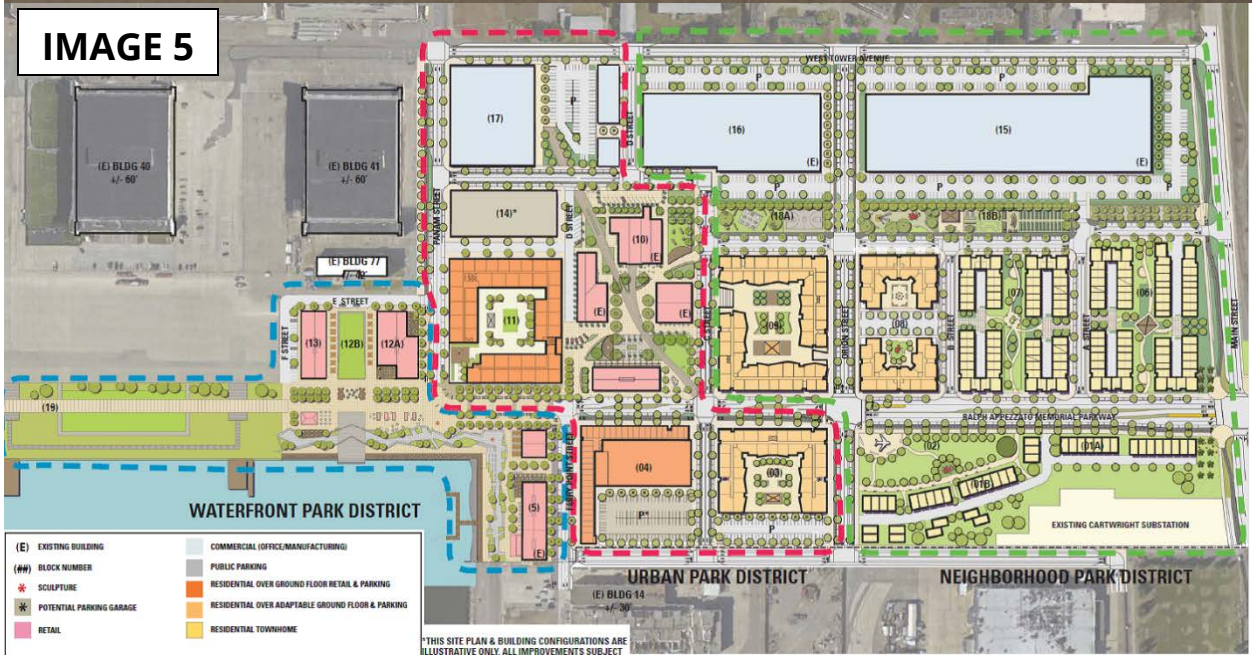 IMAGE 5
WEST TOWER AVENUE
(E) BLDG 40
+/- 60'
(E) BLDG 41
+/- 60'
(17)
P
D STREET
(16)
(E)
P
P
(15)
(E)
P
P
PANAM STREET
(14)*
D STREET
(10)
(E)
(18A)
(18B)
(E) BLDG 77
E STREET
(11)
(E)
(E)
(09)
ORION STREET
(08)
B STREET
(07)
A STREET
(06)
MAIN STREET
F STREET
(13)
(12B)
(12A)
(19)
RALPH APPEZZATO MEMORIAL PARKWAY
FERRY POINT STREET
(04)
P*
(03)
P
(02)
(01A)
(01B)
(5)
(E)
EXISTING CARTWRIGHT SUBSTATION
WATERFRONT PARK DISTRICT
URBAN PARK DISTRICT
NEIGHBORHOOD PARK DISTRICT
(E) BLDG 14
+/- 30'
(E) EXISTING BUILDING
(##) BLOCK NUMBER
* SCULPTURE
* POTENTIAL PARKING GARAGE
RETAIL
COMMERCIAL (OFFICE/MANUFACTURING)
PUBLIC PARKING
RESIDENTIAL OVER GROUND FLOOR RETAIL & PARKING
RESIDENTIAL OVER ADAPTABLE GROUND FLOOR & PARKING
RESIDENTIAL TOWNHOME
*THIS SITE PLAN & BUILDING CONFIGURATIONS ARE
ILLUSTRATIVE ONLY. ALL IMPROVEMENTS SUBJECT